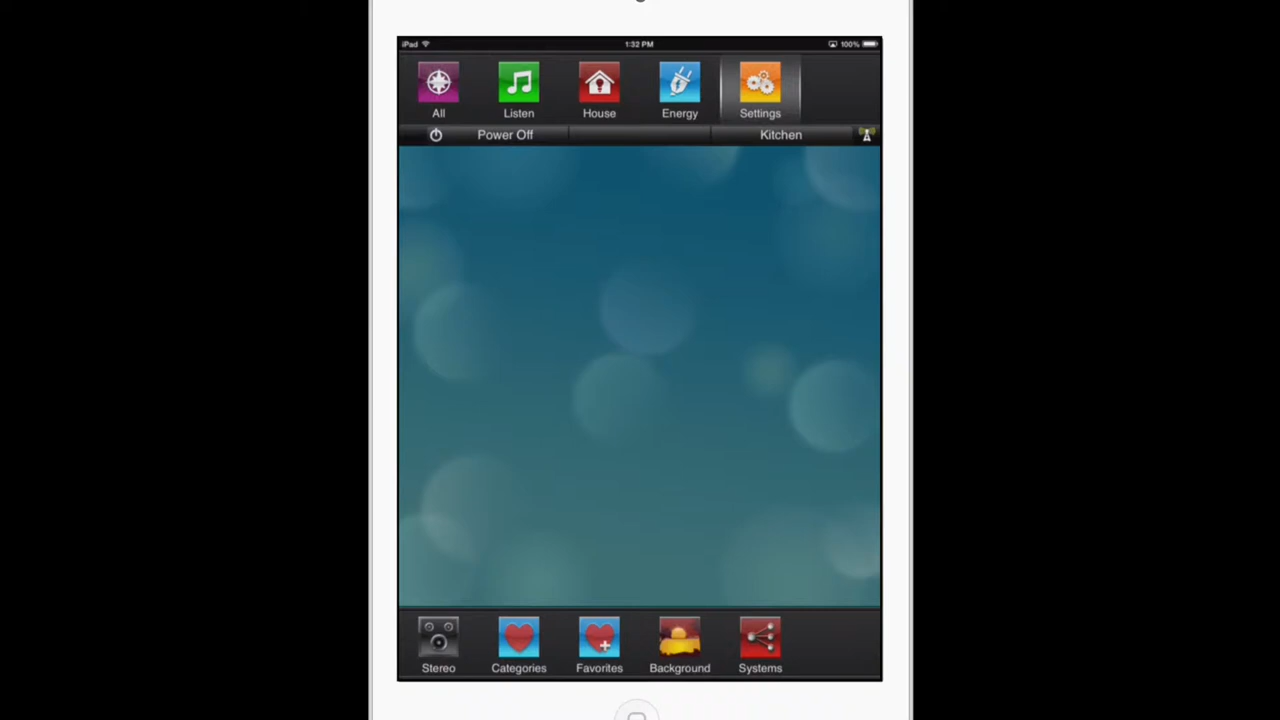 iPad 1:32 PM 100%
All Listen House Energy Settings
Power Off Kitchen
Stereo Categories Favorites Background Systems